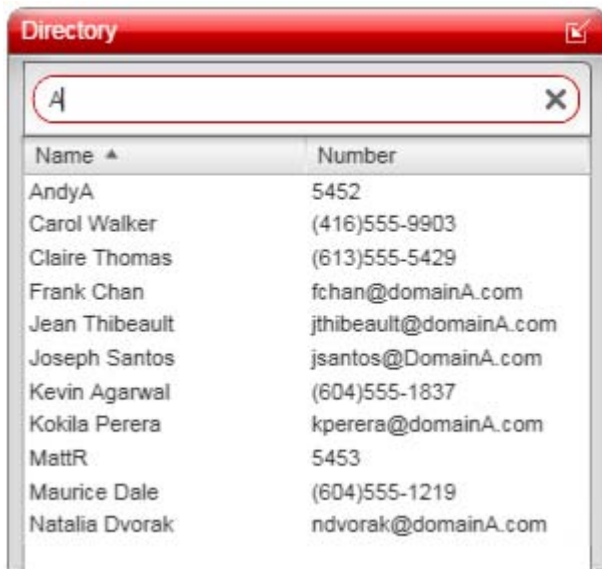 Directory
A
Name Number
AndyA 5452
Carol Walker (416)555-9903
Claire Thomas (613)555-5429
Frank Chan fchan@domainA.com
Jean Thibeault jthibeault@domainA.com
Joseph Santos jsantos@DomainA.com
Kevin Agarwal (604)555-1837
Kokila Perera kperera@domainA.com
MattR 5453
Maurice Dale (604)555-1219
Natalia Dvorak ndvorak@domainA.com